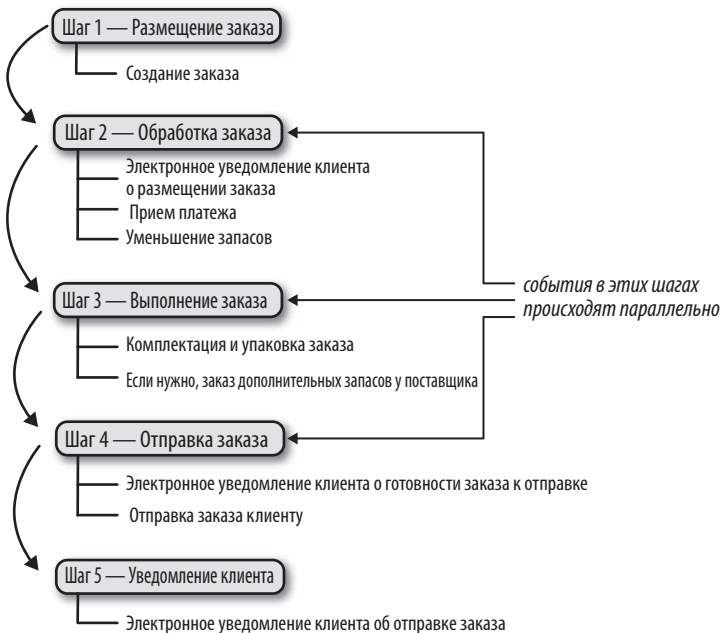 Шаг 1 — Размещение заказа
Создание заказа
Шаг 2 — Обработка заказа
Электронное уведомление клиента
о размещении заказа
Прием платежа
Уменьшение запасов
события в этих шагах
происходят параллельно
Шаг 3 — Выполнение заказа
Комплектация и упаковка заказа
Если нужно, заказ дополнительных запасов у поставщика
Шаг 4 — Отправка заказа
Электронное уведомление клиента о готовности заказа к отправке
Отправка заказа клиенту
Шаг 5 — Уведомление клиента
Электронное уведомление клиента об отправке заказа